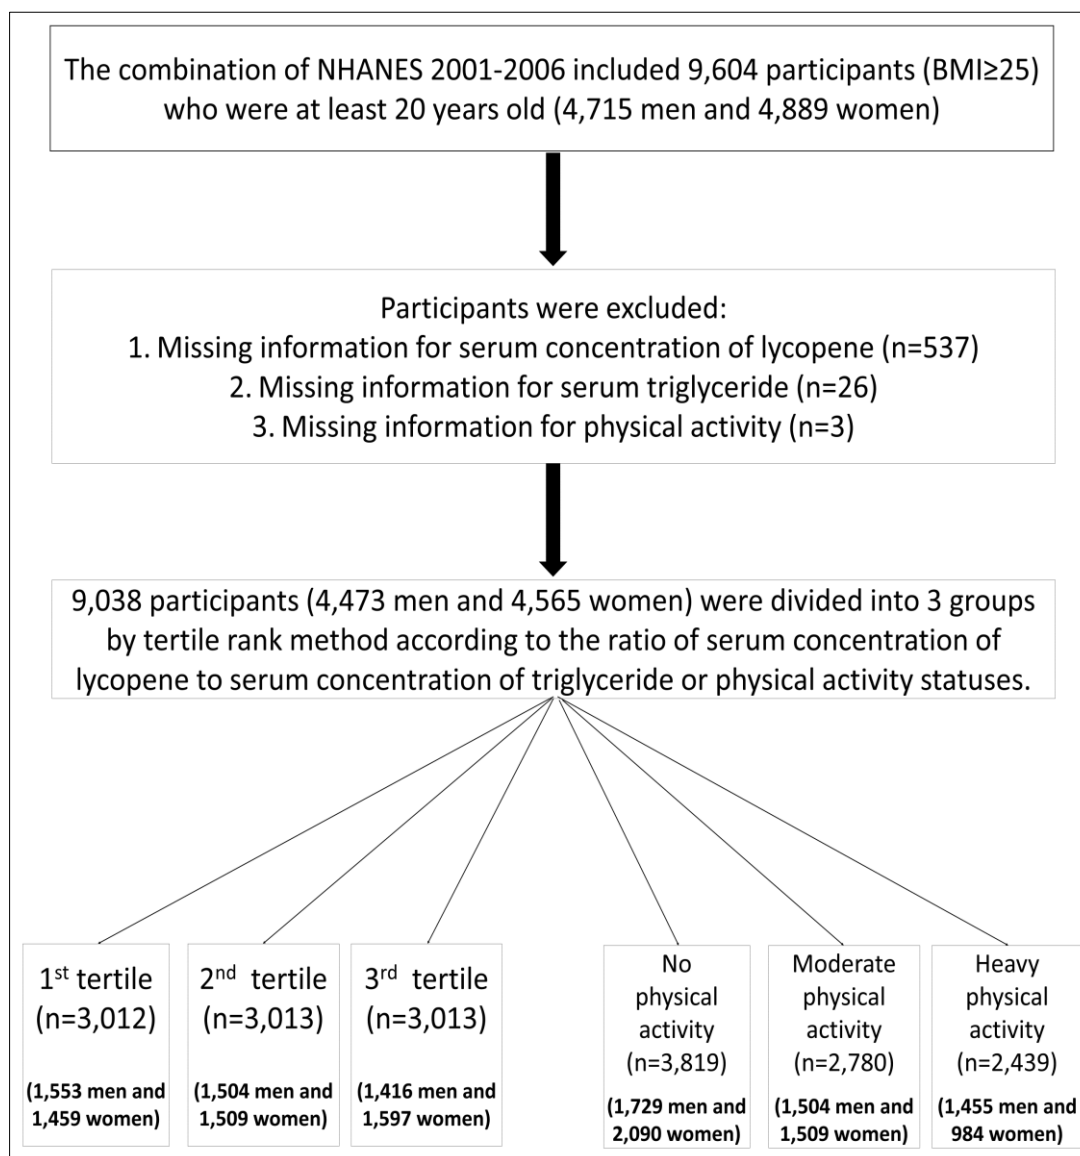 The combination of NHANES 2001-2006 included 9,604 participants (BMI≥25)
who were at least 20 years old (4,715 men and 4,889 women)
Participants were excluded:
1. Missing information for serum concentration of lycopene (n=537)
2. Missing information for serum triglyceride (n=26)
3. Missing information for physical activity (n=3)
9,038 participants (4,473 men and 4,565 women) were divided into 3 groups
by tertile rank method according to the ratio of serum concentration of
lycopene to serum concentration of triglyceride or physical activity statuses.
1st tertile
(n=3,012)
(1,553 men and
1,459 women)
2nd tertile
(n=3,013)
(1,504 men and
1,509 women)
3rd tertile
(n=3,013)
(1,416 men and
1,597 women)
No
physical
activity
(n=3,819)
(1,729 men and
2,090 women)
Moderate
physical
activity
(n=2,780)
(1,504 men and
1,509 women)
Heavy
physical
activity
(n=2,439)
(1,455 men and
984 women)